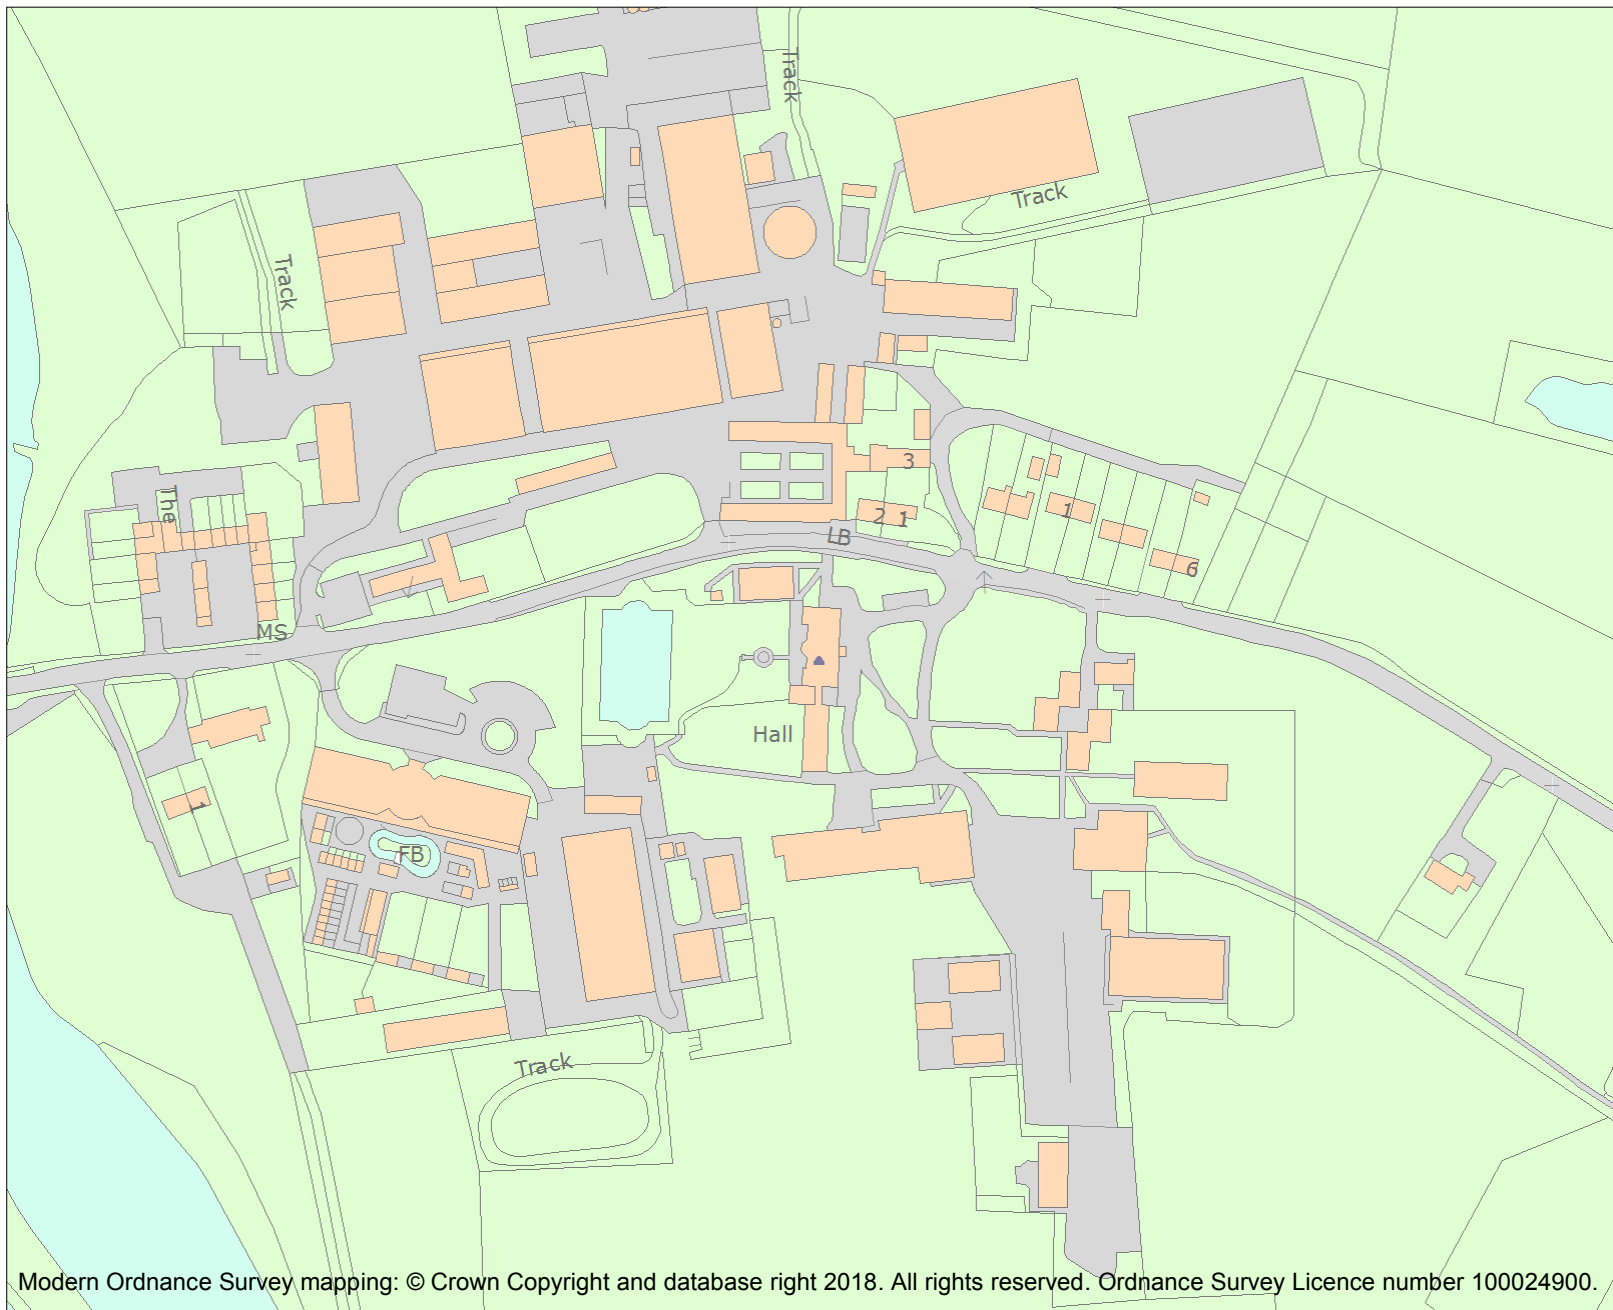 Track
Track
Track
3
The
2 1
1
LB
6
MS
Hall
1
FB
Track
Modern Ordnance Survey mapping: © Crown Copyright and database right 2018. All rights reserved. Ordnance Survey Licence number 100024900.